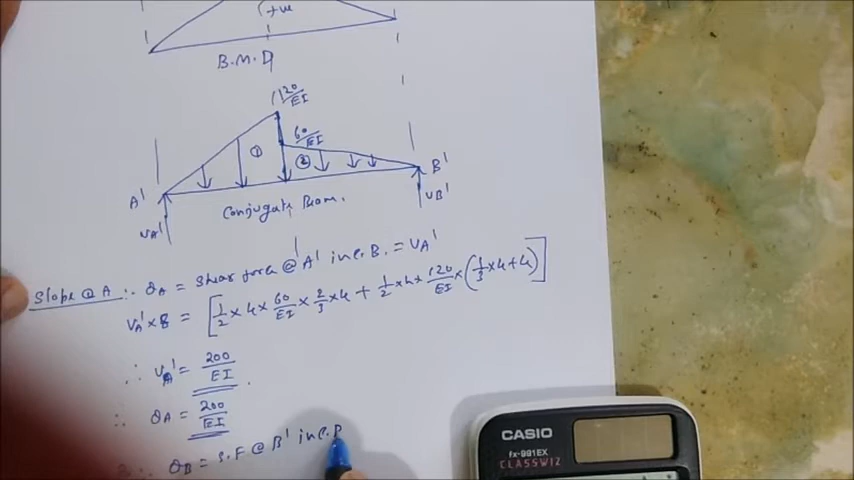 (+ve
B.M.D
120/EI
60/EI
①
②
A'
B'
VA'
VB'
Conjugate Beam.
Slope @ A ∴ θA = Shear force @ A' in C.B. = VA'
VA' × 8 = [1/2 × 4 × 60/EI × 2/3 × 4 + 1/2 × 4 × 120/EI × (1/3 × 4 + 4)]
∴ VA' = 200/EI
∴ θA = 200/EI
θB = S.F @ B' in C.B
CASIO
fx-991EX
CLASSWIZ